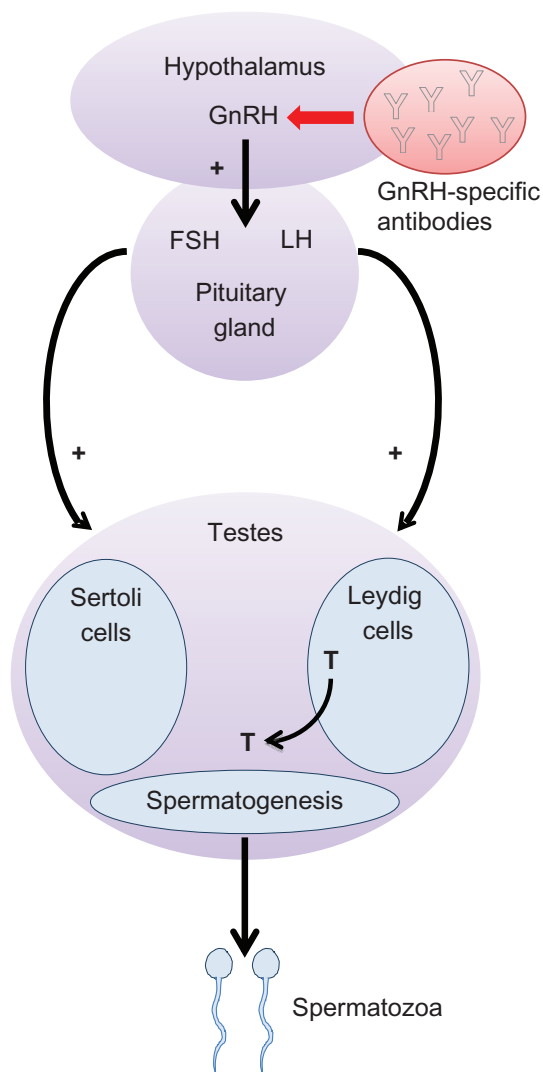 Hypothalamus
GnRH
Y Y Y
Y Y Y Y
GnRH-specific
antibodies
+
FSH LH
Pituitary
gland
+ +
Testes
Sertoli
cells
Leydig
cells
T
T
Spermatogenesis
Spermatozoa